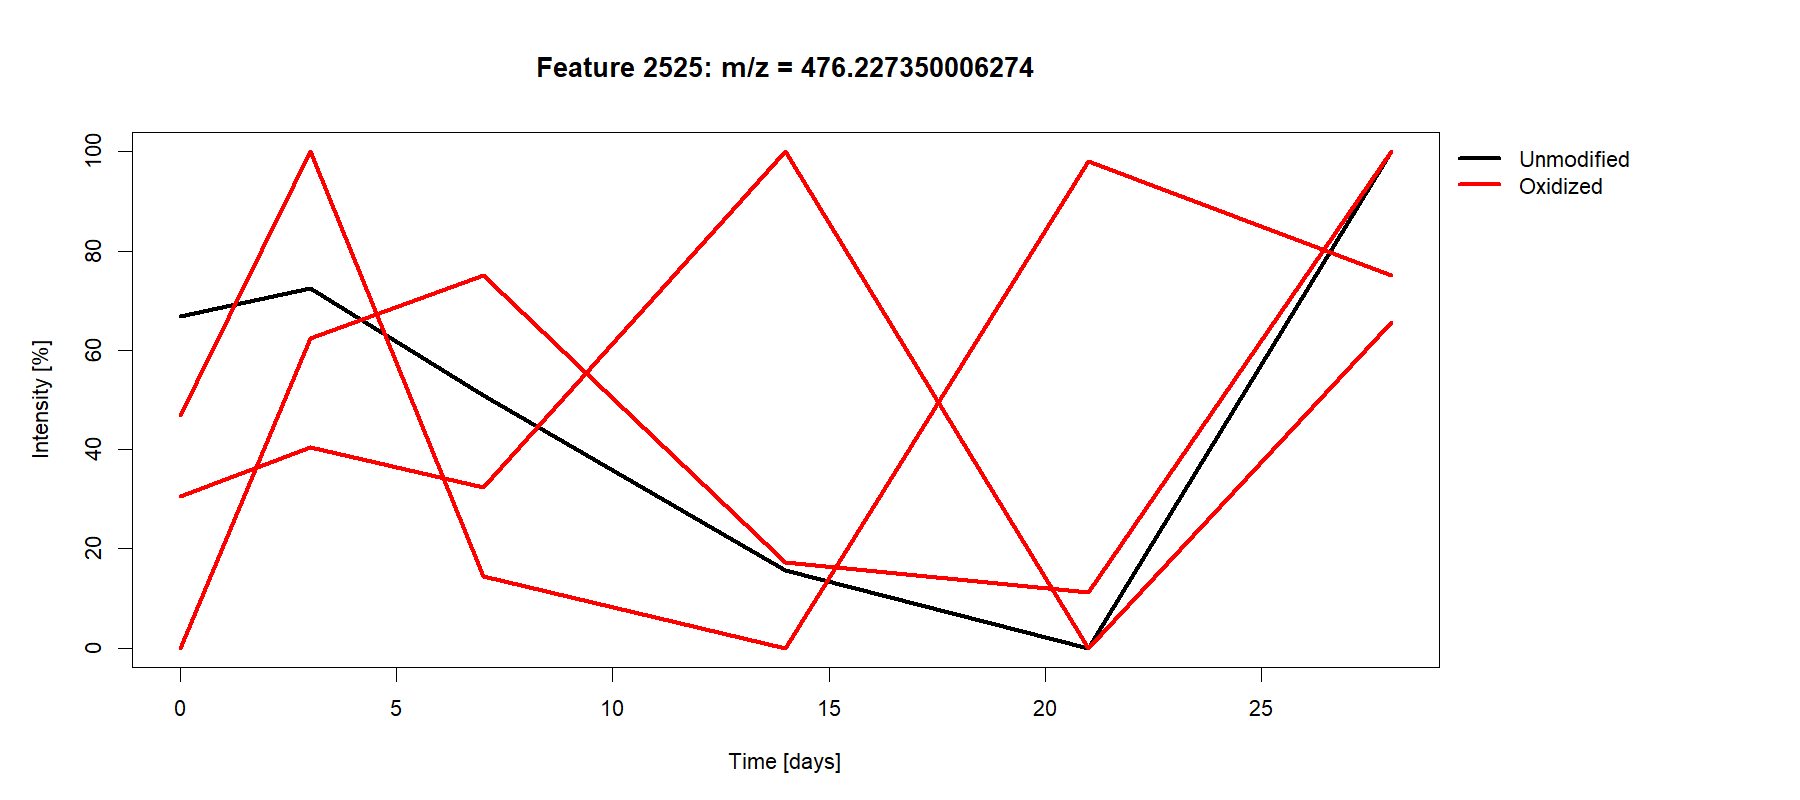 Feature 2525: m/z = 476.227350006274
Unmodified
Oxidized
Intensity [%]
100
80
60
40
20
0
0 5 10 15 20 25
Time [days]